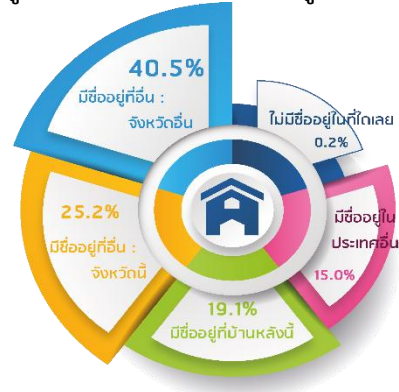 40.5%
มีชื่ออยู่ที่อื่น :
จังหวัดอื่น
ไม่มีชื่ออยู่ในที่ใดเลย
0.2%
25.2%
มีชื่ออยู่ที่อื่น :
จังหวัดนี้
มีชื่ออยู่ใน
ประเทศอื่น
15.0%
19.1%
มีชื่ออยู่ที่บ้านหลังนี้